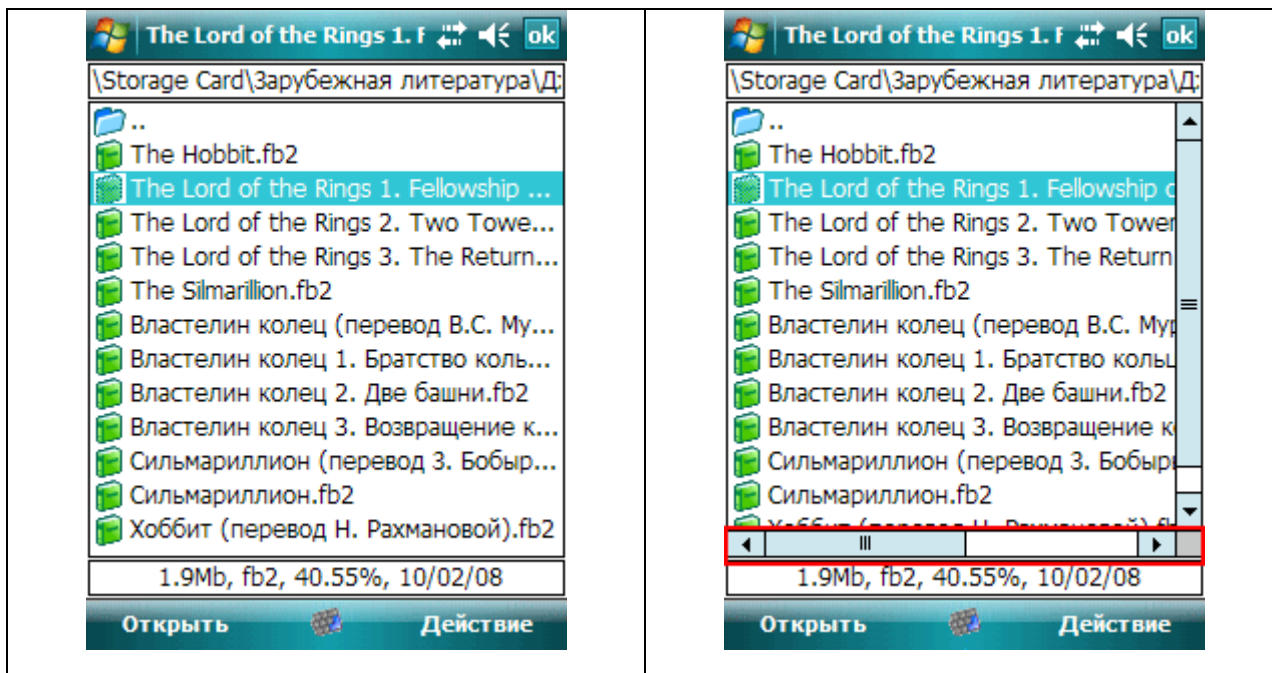 The Lord of the Rings 1. F ok
\Storage Card\Зарубежная литература\Д
..
The Hobbit.fb2
The Lord of the Rings 1. Fellowship ...
The Lord of the Rings 2. Two Towe...
The Lord of the Rings 3. The Return...
The Silmarillion.fb2
Властелин колец (перевод В.С. Му...
Властелин колец 1. Братство коль...
Властелин колец 2. Две башни.fb2
Властелин колец 3. Возвращение к...
Сильмариллион (перевод З. Бобыр...
Сильмариллион.fb2
Хоббит (перевод Н. Рахмановой).fb2
1.9Mb, fb2, 40.55%, 10/02/08
Открыть Действие
The Lord of the Rings 1. F ok
\Storage Card\Зарубежная литература\Д
..
The Hobbit.fb2
The Lord of the Rings 1. Fellowship
The Lord of the Rings 2. Two Tower
The Lord of the Rings 3. The Return
The Silmarillion.fb2
Властелин колец (перевод В.С. Му
Властелин колец 1. Братство кольц
Властелин колец 2. Две башни.fb2
Властелин колец 3. Возвращение к
Сильмариллион (перевод З. Бобыр
Сильмариллион.fb2
1.9Mb, fb2, 40.55%, 10/02/08
Открыть Действие